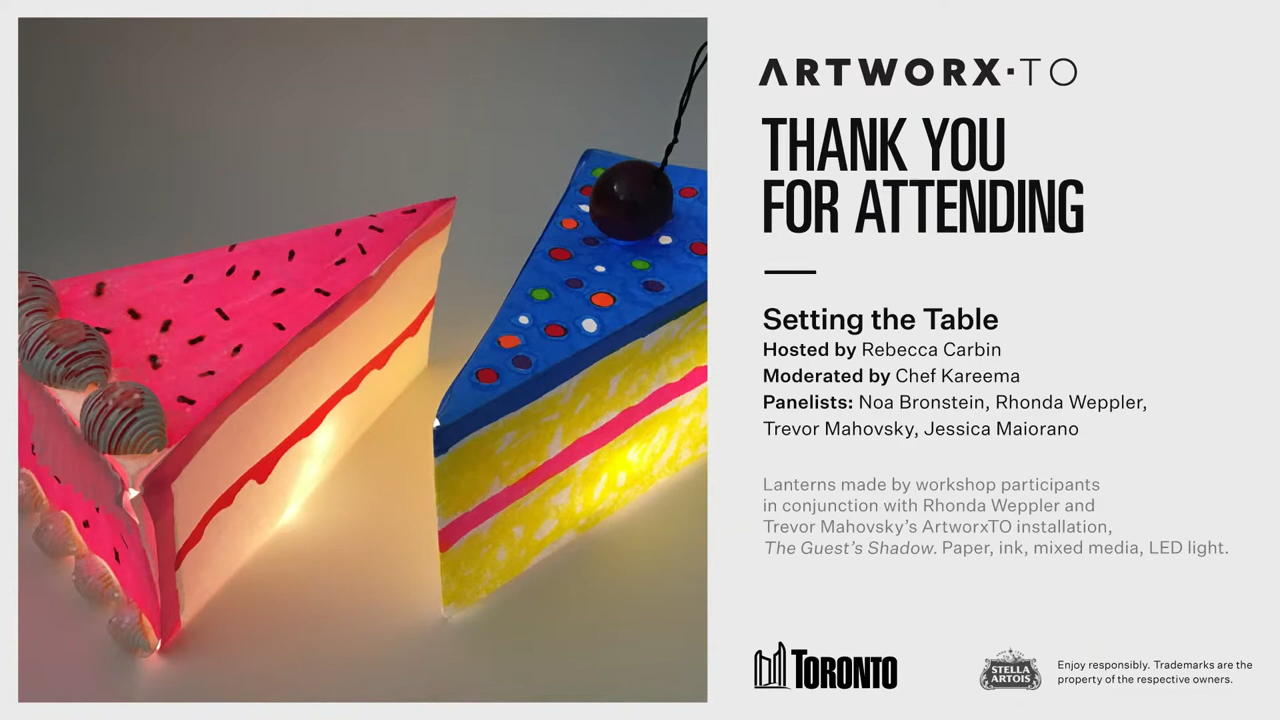 ARTWORX·TO
THANK YOU
FOR ATTENDING
Setting the Table
Hosted by Rebecca Carbin
Moderated by Chef Kareema
Panelists: Noa Bronstein, Rhonda Weppler,
Trevor Mahovsky, Jessica Maiorano
Lanterns made by workshop participants
in conjunction with Rhonda Weppler and
Trevor Mahovsky's ArtworxTO installation,
The Guest's Shadow. Paper, ink, mixed media, LED light.
TORONTO
STELLA
ARTOIS
Enjoy responsibly. Trademarks are the
property of the respective owners.